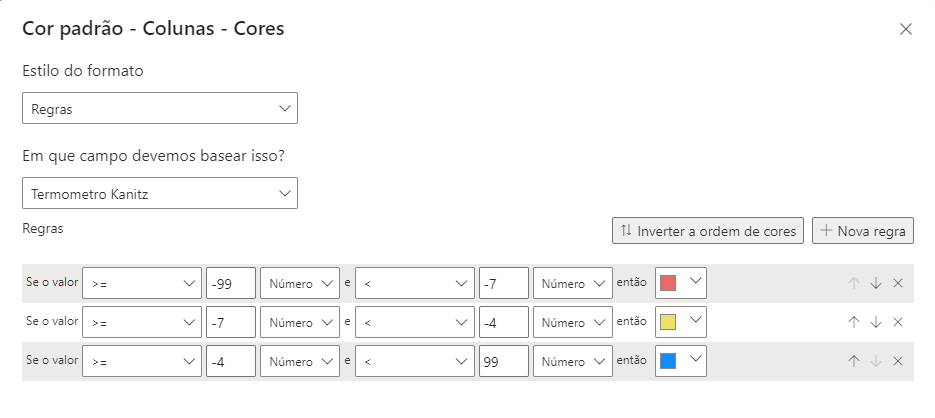 Cor padrão - Colunas - Cores
Estilo do formato
Regras
Em que campo devemos basear isso?
Termometro Kanitz
Regras Inverter a ordem de cores Nova regra
Se o valor >= -99 Número e < -7 Número então
Se o valor >= -7 Número e < -4 Número então
Se o valor >= -4 Número e < 99 Número então